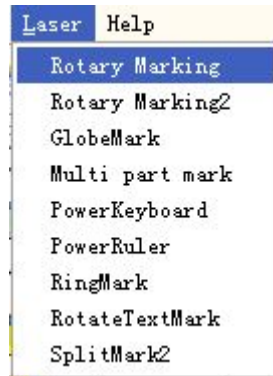 Laser Help
Rotary Marking
Rotary Marking2
GlobeMark
Multi part mark
PowerKeyboard
PowerRuler
RingMark
RotateTextMark
SplitMark2